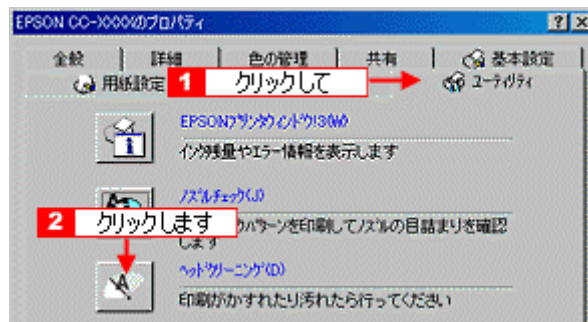 EPSON CC-XXXXのプロパティ
全般 詳細 色の管理 共有 基本設定
用紙設定 1 クリックして ユーティリティ
EPSONプリンタウィンドウ!3(W)
インク残量やエラー情報を表示します
ノズルチェック(J)
2 クリックします クパターンを印刷してノズルの目詰まりを確認
します
ヘッドクリーニング(D)
印刷がかすれたり汚れたら行ってください